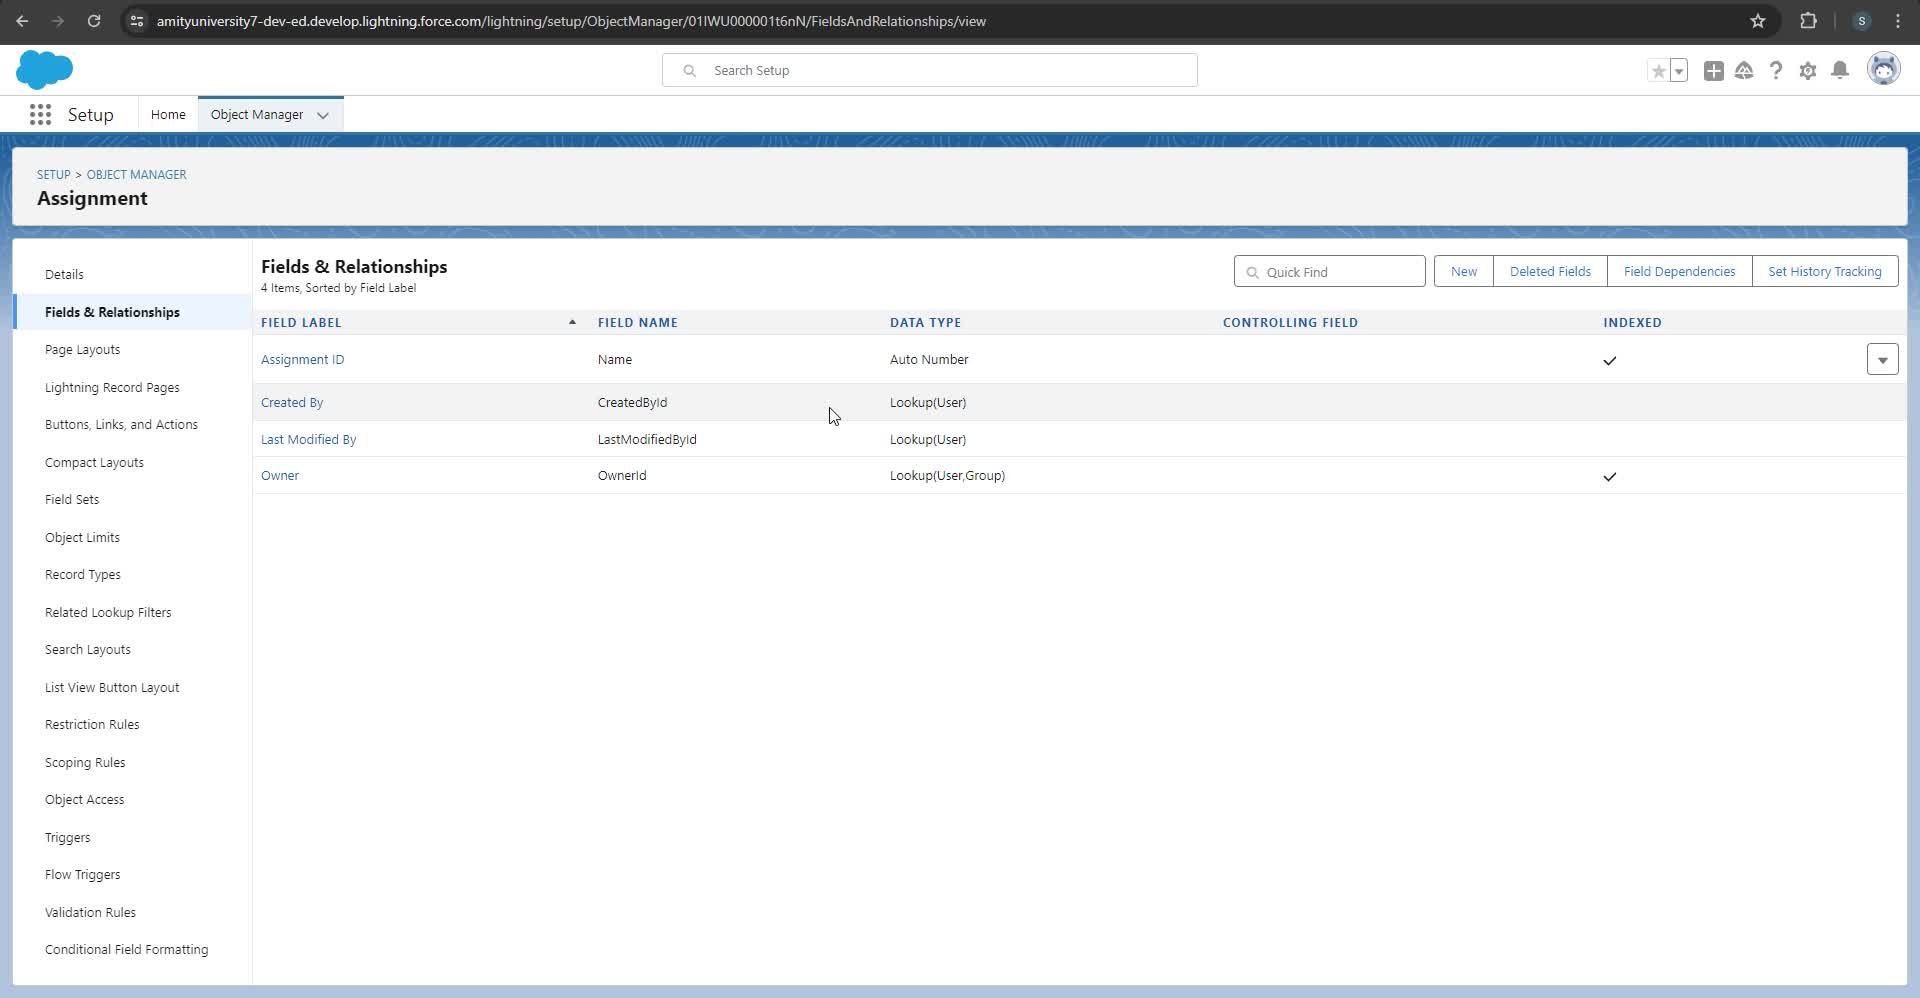 amityuniversity7-dev-ed.develop.lightning.force.com/lightning/setup/ObjectManager/01IWU000001t6nN/FieldsAndRelationships/view
S
Search Setup
Setup
Home
Object Manager
SETUP > OBJECT MANAGER
Assignment
Details
Fields & Relationships
Page Layouts
Lightning Record Pages
Buttons, Links, and Actions
Compact Layouts
Field Sets
Object Limits
Record Types
Related Lookup Filters
Search Layouts
List View Button Layout
Restriction Rules
Scoping Rules
Object Access
Triggers
Flow Triggers
Validation Rules
Conditional Field Formatting
Fields & Relationships
4 Items, Sorted by Field Label
Quick Find
New
Deleted Fields
Field Dependencies
Set History Tracking
FIELD LABEL FIELD NAME DATA TYPE CONTROLLING FIELD INDEXED
Assignment ID Name Auto Number
Created By CreatedById Lookup(User)
Last Modified By LastModifiedById Lookup(User)
Owner OwnerId Lookup(User,Group)